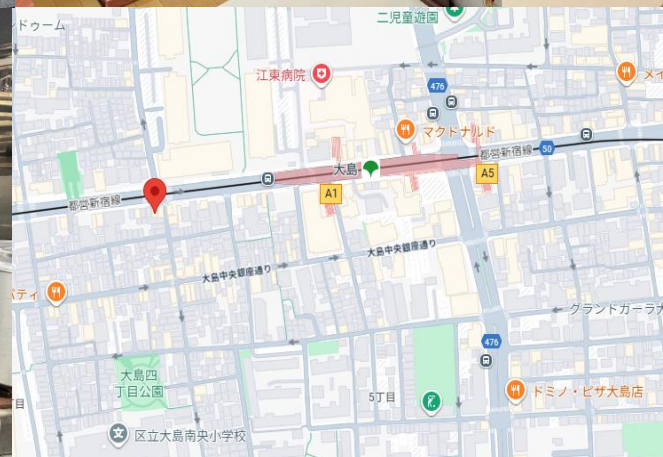 ドゥーム
二児童遊園
江東病院
476
メイ
マクトナルド
大島
都営新宿線
50
A1
A5
都営新宿線
大島中央銀座通り
大島中央銀座通り
パティ
グランドガーラ大
476
大島四
丁目公園
5丁目
ドミノ・ピザ大島店
目
区立大島南央小学校